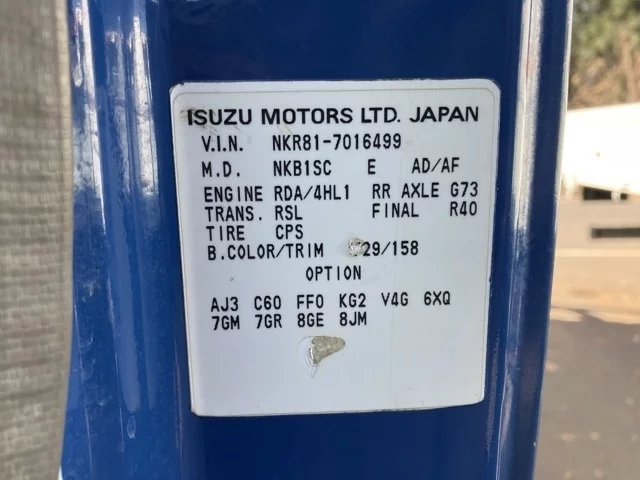 ISUZU MOTORS LTD. JAPAN
V.I.N. NKR81-7016499
M.D. NKB1SC E AD/AF
ENGINE RDA/4HL1 RR AXLE G73
TRANS. RSL FINAL R40
TIRE CPS
B.COLOR/TRIM 29/158
OPTION
AJ3 C60 FF0 KG2 V4G 6XQ
7GM 7GR 8GE 8JM